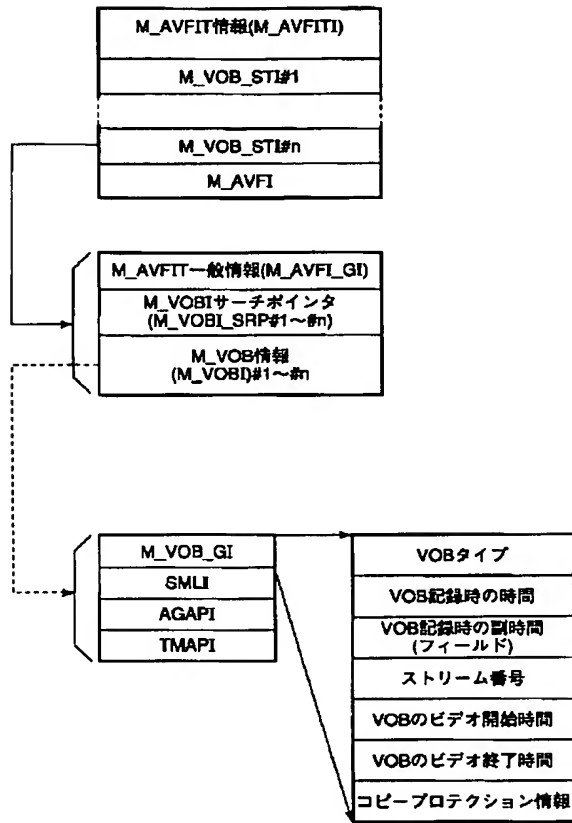 M_AVFIT情報(M_AVFITI)
M_VOB_STI#1
M_VOB_STI#n
M_AVFI
M_AVFIT一般情報(M_AVFI_GI)
M_VOBIサーチポインタ
(M_VOBI_SRP#1〜#n)
M_VOB情報
(M_VOBI)#1〜#n
M_VOB_GI
SMLI
AGAPI
TMAPI
VOBタイプ
VOB記録時の時間
VOB記録時の副時間
(フィールド)
ストリーム番号
VOBのビデオ開始時間
VOBのビデオ終了時間
コピープロテクション情報